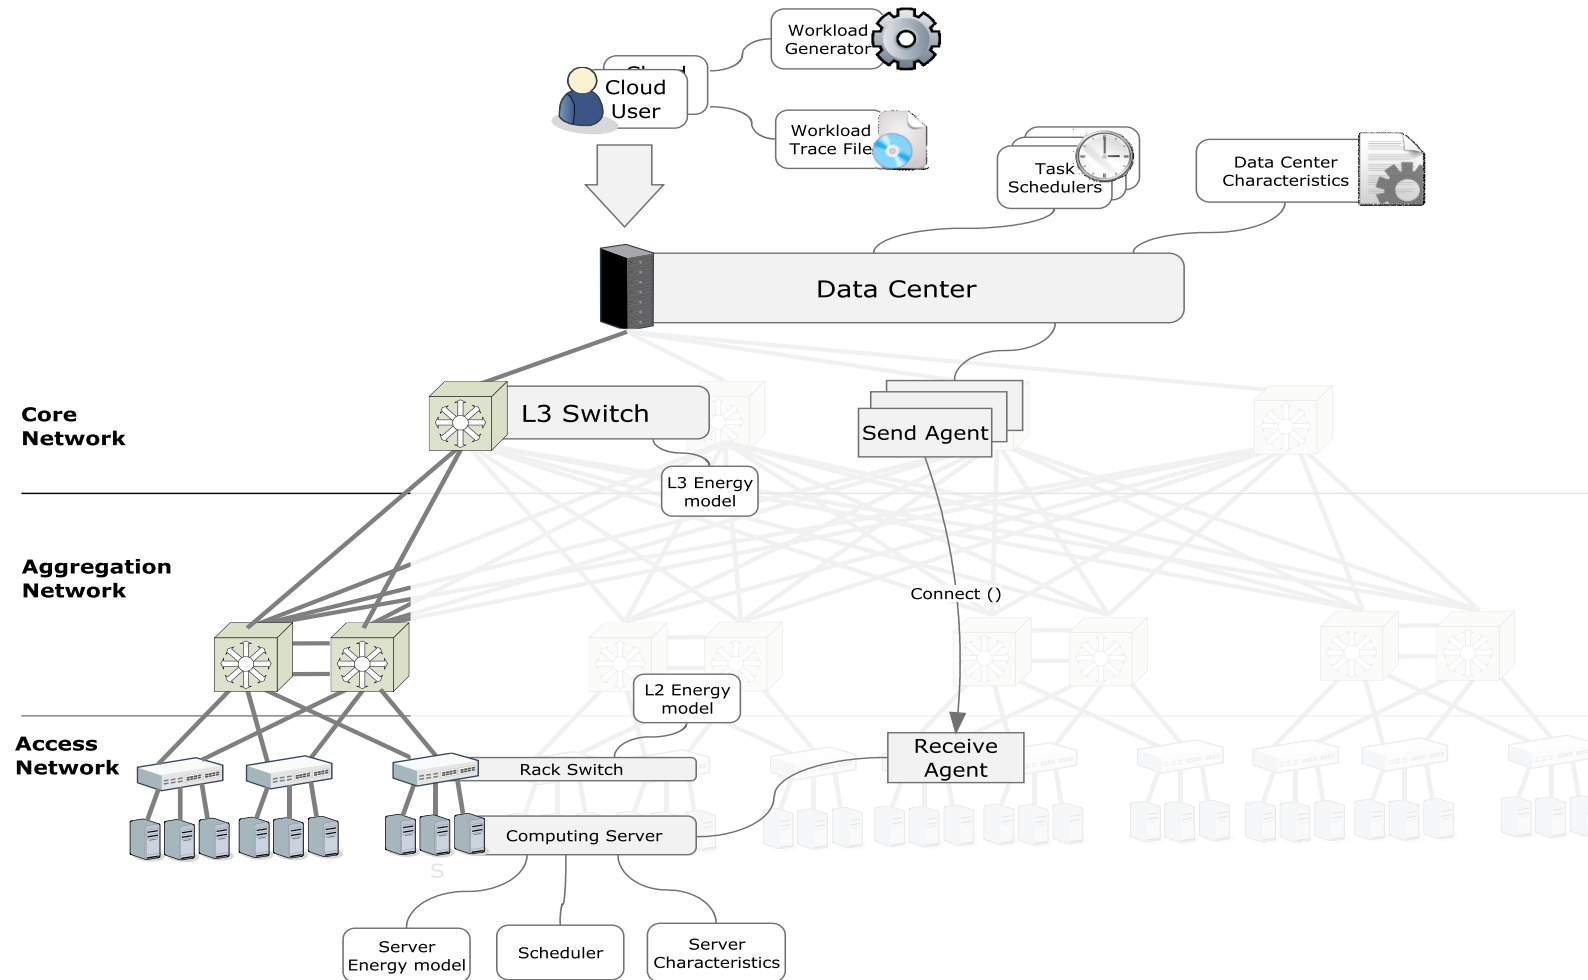 Workload
Generator
Cloud
Cloud
User
Workload
Trace File
Task
Schedulers
Data Center
Characteristics
Data Center
Core
Network
L3 Switch
Send Agent
L3 Energy
model
Aggregation
Network
Connect ()
L2 Energy
model
Access
Network
Receive
Agent
Rack Switch
Computing Server
S
Server
Energy model
Scheduler
Server
Characteristics